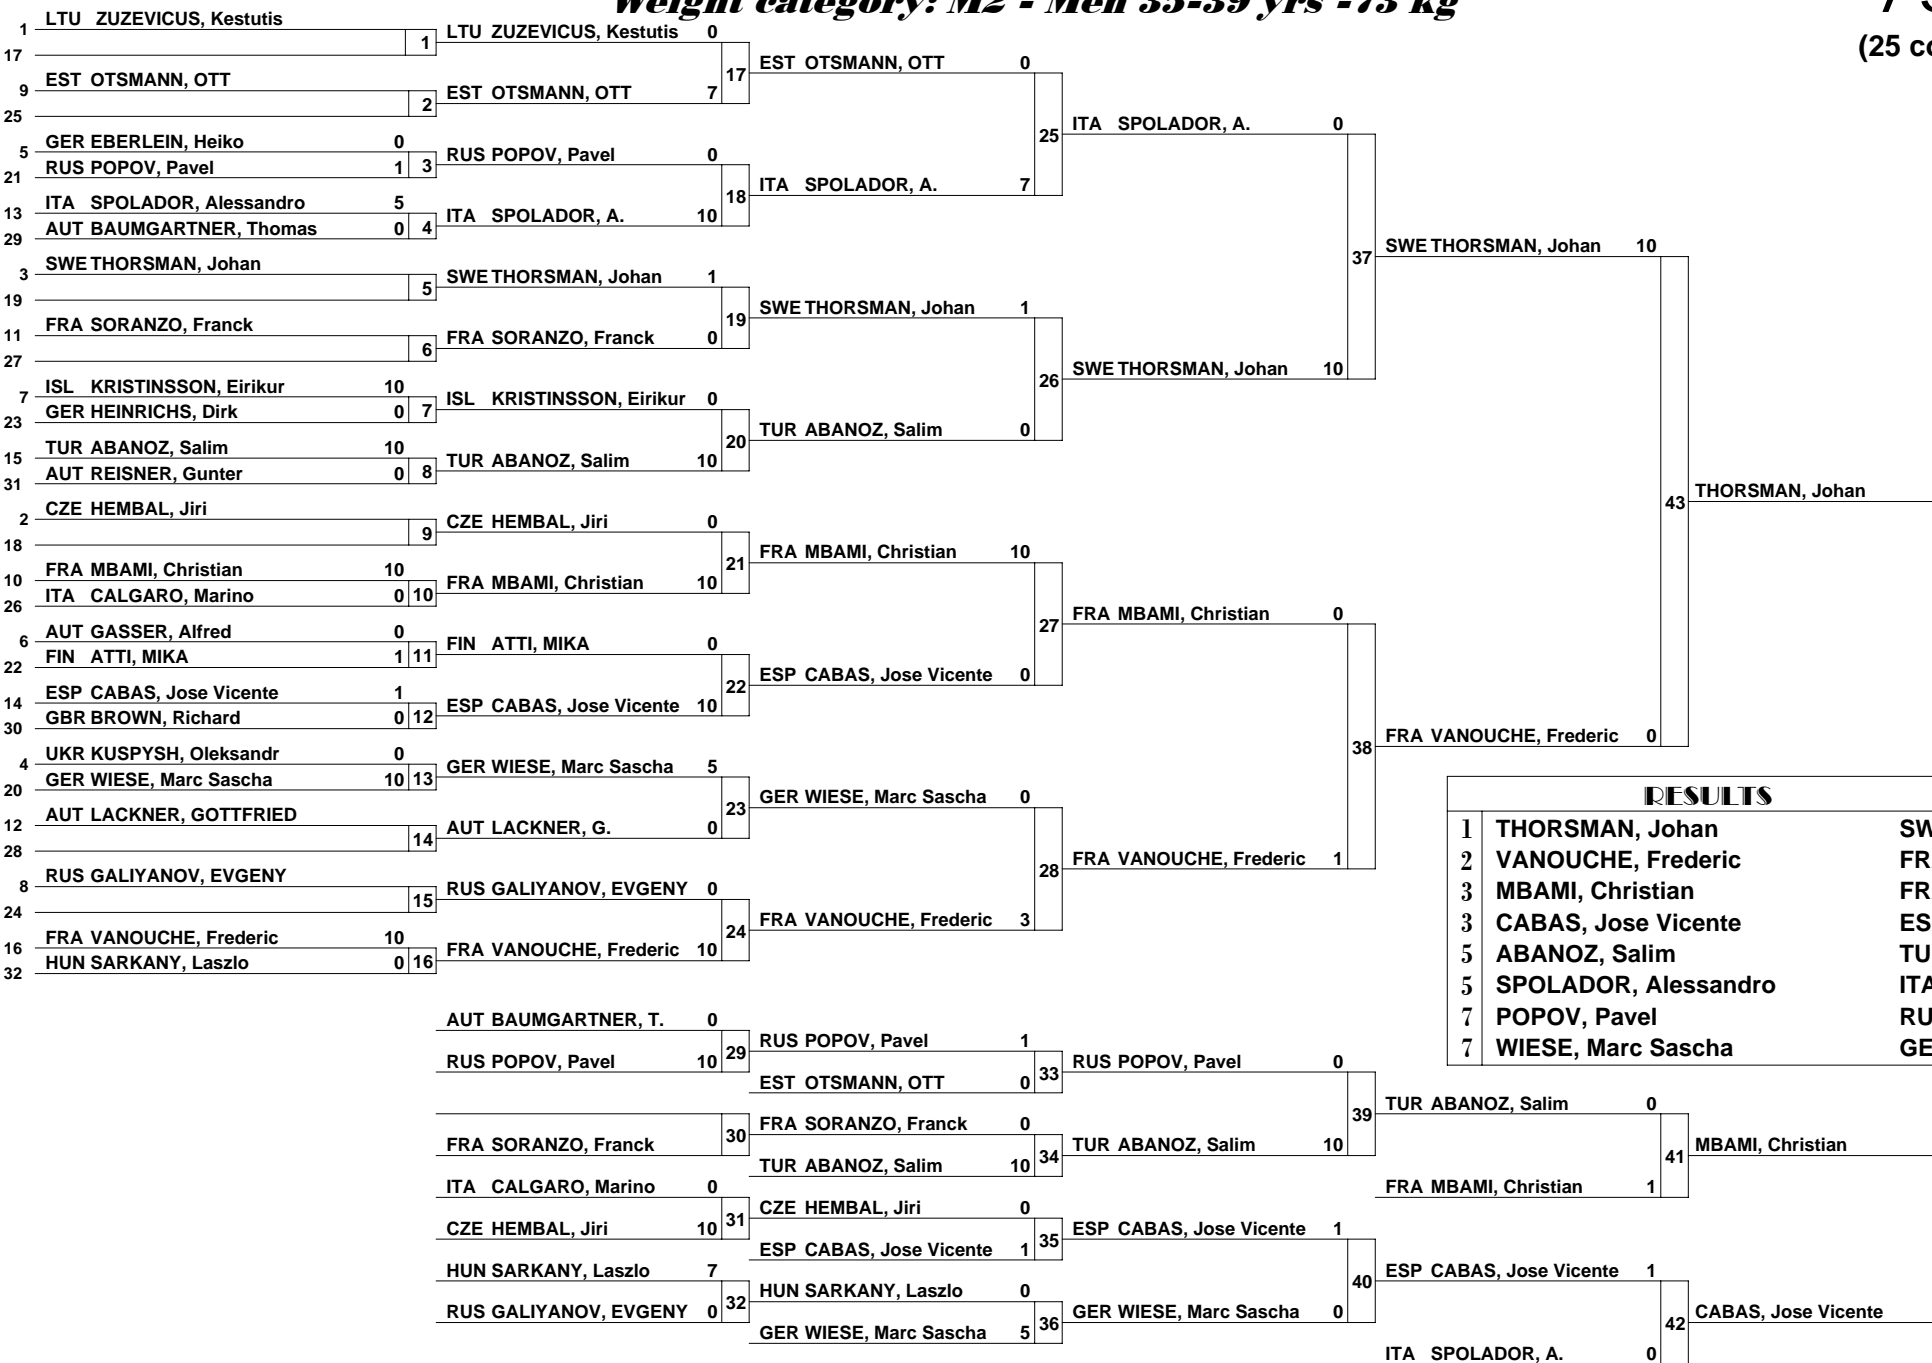 Weight category: M2 - Men 35-39 yrs -73 kg
(25
1 LTU ZUZEVICUS, Kestutis
17
1
9 EST OTSMANN, OTT
25
2
5 GER EBERLEIN, Heiko 0
21 RUS POPOV, Pavel 1
3
13 ITA SPOLADOR, Alessandro 5
29 AUT BAUMGARTNER, Thomas 0
4
3 SWE THORSMAN, Johan
19
5
11 FRA SORANZO, Franck
27
6
7 ISL KRISTINSSON, Eirikur 10
23 GER HEINRICHS, Dirk 0
7
15 TUR ABANOZ, Salim 10
31 AUT REISNER, Gunter 0
8
2 CZE HEMBAL, Jiri
18
9
10 FRA MBAMI, Christian 10
26 ITA CALGARO, Marino 0
10
6 AUT GASSER, Alfred 0
22 FIN ATTI, MIKA 1
11
14 ESP CABAS, Jose Vicente 1
30 GBR BROWN, Richard 0
12
4 UKR KUSPYSH, Oleksandr 0
20 GER WIESE, Marc Sascha 10
13
12 AUT LACKNER, GOTTFRIED
28
14
8 RUS GALIYANOV, EVGENY
24
15
16 FRA VANOUCHE, Frederic 10
32 HUN SARKANY, Laszlo 0
16
LTU ZUZEVICUS, Kestutis 0
EST OTSMANN, OTT 7
17
RUS POPOV, Pavel 0
ITA SPOLADOR, A. 10
18
SWE THORSMAN, Johan 1
FRA SORANZO, Franck 0
19
ISL KRISTINSSON, Eirikur 0
TUR ABANOZ, Salim 10
20
CZE HEMBAL, Jiri 0
FRA MBAMI, Christian 10
21
FIN ATTI, MIKA 0
ESP CABAS, Jose Vicente 10
22
GER WIESE, Marc Sascha 5
AUT LACKNER, G. 0
23
RUS GALIYANOV, EVGENY 0
FRA VANOUCHE, Frederic 10
24
EST OTSMANN, OTT 0
ITA SPOLADOR, A. 7
25
SWE THORSMAN, Johan 1
TUR ABANOZ, Salim 0
26
FRA MBAMI, Christian 10
ESP CABAS, Jose Vicente 0
27
GER WIESE, Marc Sascha 0
FRA VANOUCHE, Frederic 3
28
ITA SPOLADOR, A. 0
SWE THORSMAN, Johan 10
37
FRA MBAMI, Christian 0
FRA VANOUCHE, Frederic 1
38
SWE THORSMAN, Johan 10
FRA VANOUCHE, Frederic 0
43
THORSMAN, Johan
RESULTS
1 THORSMAN, Johan SW
2 VANOUCHE, Frederic FR
3 MBAMI, Christian FR
3 CABAS, Jose Vicente ES
5 ABANOZ, Salim TU
5 SPOLADOR, Alessandro ITA
7 POPOV, Pavel RU
7 WIESE, Marc Sascha GE
AUT BAUMGARTNER, T. 0
RUS POPOV, Pavel 10
29
FRA SORANZO, Franck
30
ITA CALGARO, Marino 0
CZE HEMBAL, Jiri 10
31
HUN SARKANY, Laszlo 7
RUS GALIYANOV, EVGENY 0
32
RUS POPOV, Pavel 1
EST OTSMANN, OTT 0
33
FRA SORANZO, Franck 0
TUR ABANOZ, Salim 10
34
CZE HEMBAL, Jiri 0
ESP CABAS, Jose Vicente 1
35
HUN SARKANY, Laszlo 0
GER WIESE, Marc Sascha 5
36
RUS POPOV, Pavel 0
TUR ABANOZ, Salim 10
39
ESP CABAS, Jose Vicente 1
GER WIESE, Marc Sascha 0
40
TUR ABANOZ, Salim 0
FRA MBAMI, Christian 1
41
MBAMI, Christian
ESP CABAS, Jose Vicente 1
ITA SPOLADOR, A. 0
42
CABAS, Jose Vicente